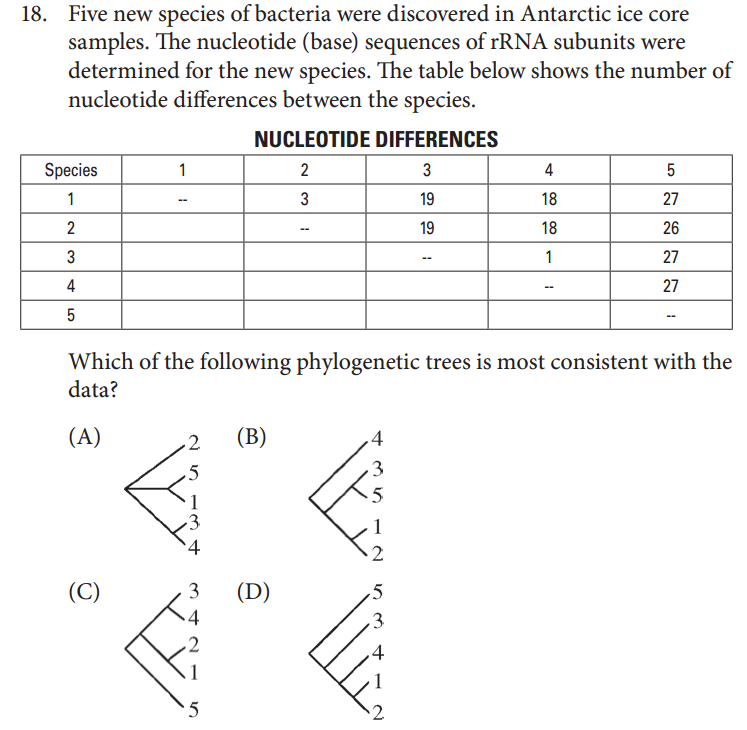 18. Five new species of bacteria were discovered in Antarctic ice core
samples. The nucleotide (base) sequences of rRNA subunits were
determined for the new species. The table below shows the number of
nucleotide differences between the species.
NUCLEOTIDE DIFFERENCES
Species 1 2 3 4 5
1 -- 3 19 18 27
2 -- 19 18 26
3 -- 1 27
4 -- 27
5 --
Which of the following phylogenetic trees is most consistent with the
data?
(A)
2
5
1
3
4
(B)
4
3
5
1
2
(C)
3
4
2
1
5
(D)
5
3
4
1
2